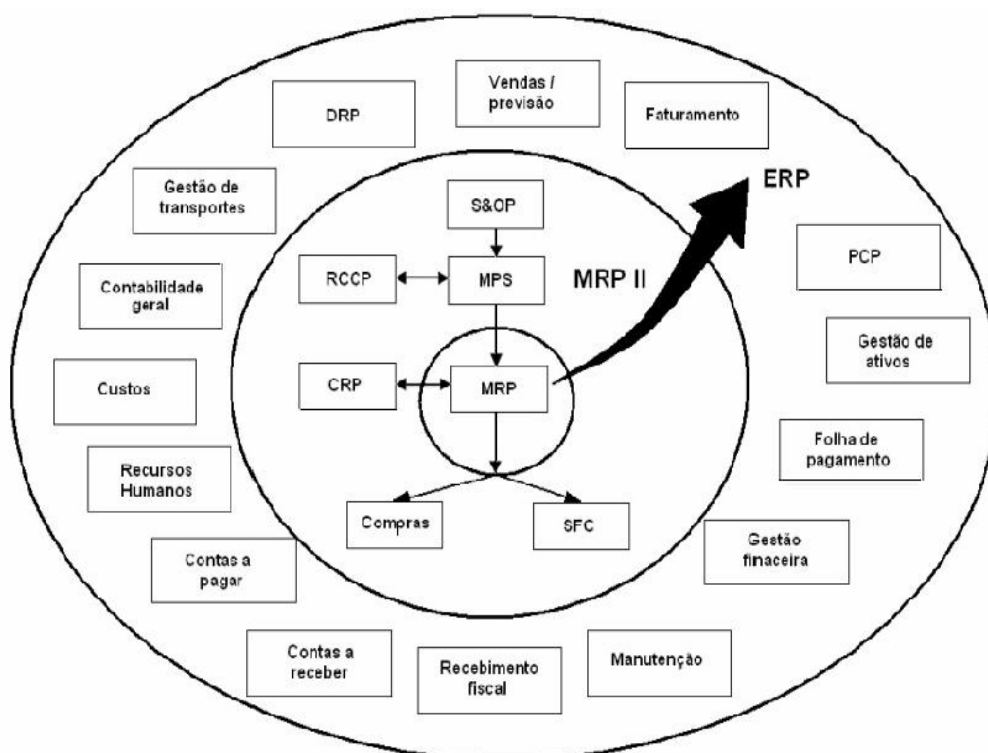 Vendas /
previsão
DRP
Faturamento
ERP
Gestão de
transportes
S&OP
PCP
RCCP
MPS
MRP II
Contabilidade
geral
Gestão de
ativos
Custos
CRP
MRP
Folha de
pagamento
Recursos
Humanos
Compras
SFC
Gestão
finaceira
Contas a
pagar
Contas a
receber
Recebimento
fiscal
Manutenção